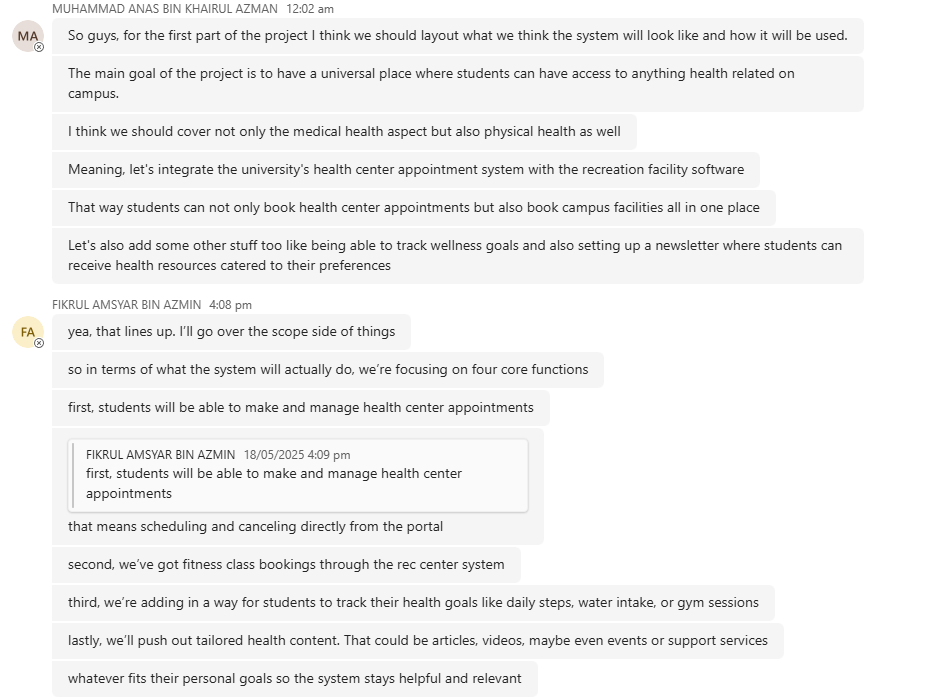 MUHAMMAD ANAS BIN KHAIRUL AZMAN 12:02 am
MA
So guys, for the first part of the project I think we should layout what we think the system will look like and how it will be used.
The main goal of the project is to have a universal place where students can have access to anything health related on
campus.
I think we should cover not only the medical health aspect but also physical health as well
Meaning, let's integrate the university's health center appointment system with the recreation facility software
That way students can not only book health center appointments but also book campus facilities all in one place
Let's also add some other stuff too like being able to track wellness goals and also setting up a newsletter where students can
receive health resources catered to their preferences
FIKRUL AMSYAR BIN AZMIN 4:08 pm
FA
yea, that lines up. I'll go over the scope side of things
so in terms of what the system will actually do, we're focusing on four core functions
first, students will be able to make and manage health center appointments
FIKRUL AMSYAR BIN AZMIN 18/05/2025 4:09 pm
first, students will be able to make and manage health center
appointments
that means scheduling and canceling directly from the portal
second, we've got fitness class bookings through the rec center system
third, we're adding in a way for students to track their health goals like daily steps, water intake, or gym sessions
lastly, we'll push out tailored health content. That could be articles, videos, maybe even events or support services
whatever fits their personal goals so the system stays helpful and relevant